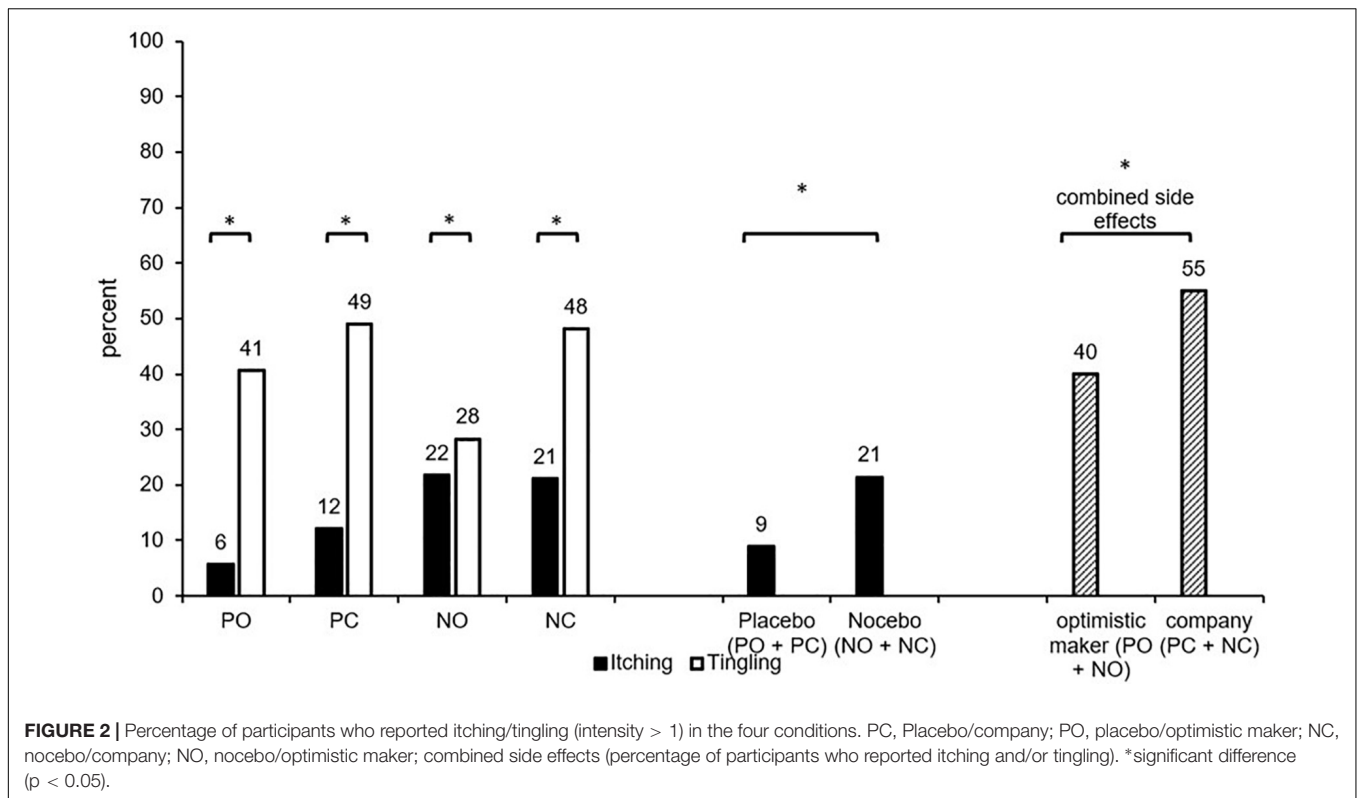 100
90
80
70
60
50
40
30
20
10
0
percent
*
*
*
*
*
*
combined side
effects
6
41
12
49
22
28
21
48
9
21
40
55
PO
PC
NO
NC
Placebo
(PO + PC)
Nocebo
(NO + NC)
optimistic
maker (PO
+ NO)
company
(PC + NC)
Itching
Tingling
FIGURE 2 | Percentage of participants who reported itching/tingling (intensity > 1) in the four conditions. PC, Placebo/company; PO, placebo/optimistic maker; NC,
nocebo/company; NO, nocebo/optimistic maker; combined side effects (percentage of participants who reported itching and/or tingling). *significant difference
(p < 0.05).